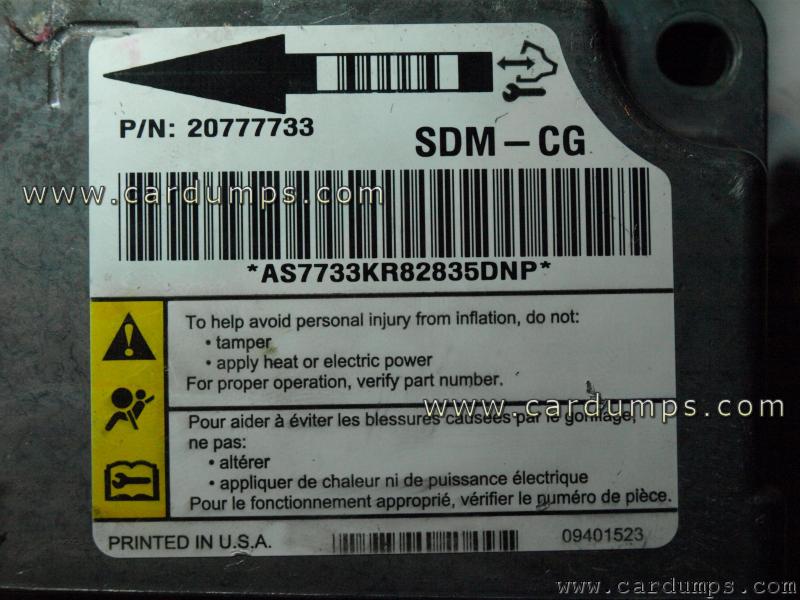 P/N: 20777733
SDM – CG
www.cardumps.com
*AS7733KR82835DNP*
To help avoid personal injury from inflation, do not:
• tamper
• apply heat or electric power
For proper operation, verify part number.
www.cardumps.com
Pour aider à éviter les blessures causées par le gonflage,
ne pas:
• altérer
• appliquer de chaleur ni de puissance électrique
Pour le fonctionnement approprié, vérifier le numéro de pièce.
PRINTED IN U.S.A.
09401523
www.cardumps.com